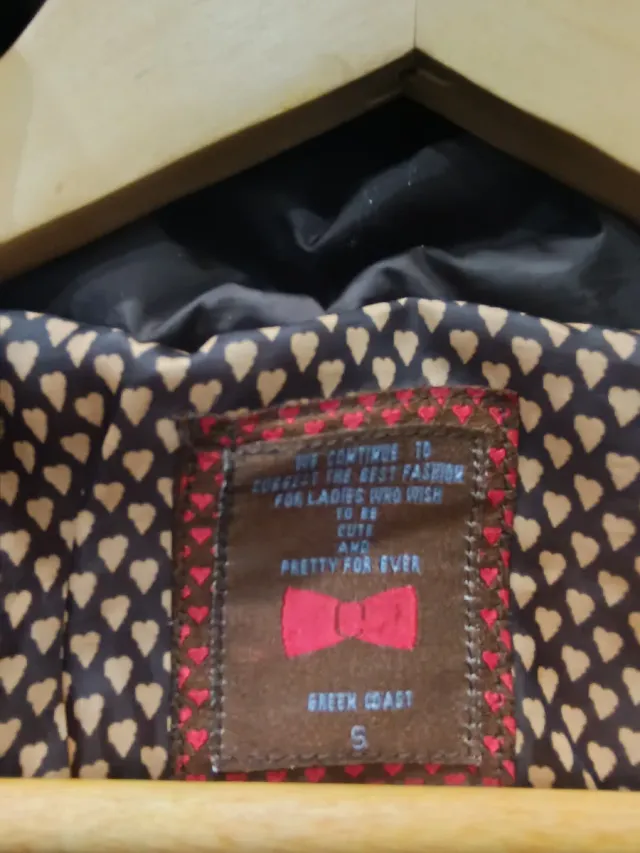 WE CONTINUE TO
SUGGEST THE BEST FASHION
FOR LADIES WHO WISH
TO BE
CUTE
AND
PRETTY FOR EVER
GREEN COAST
S